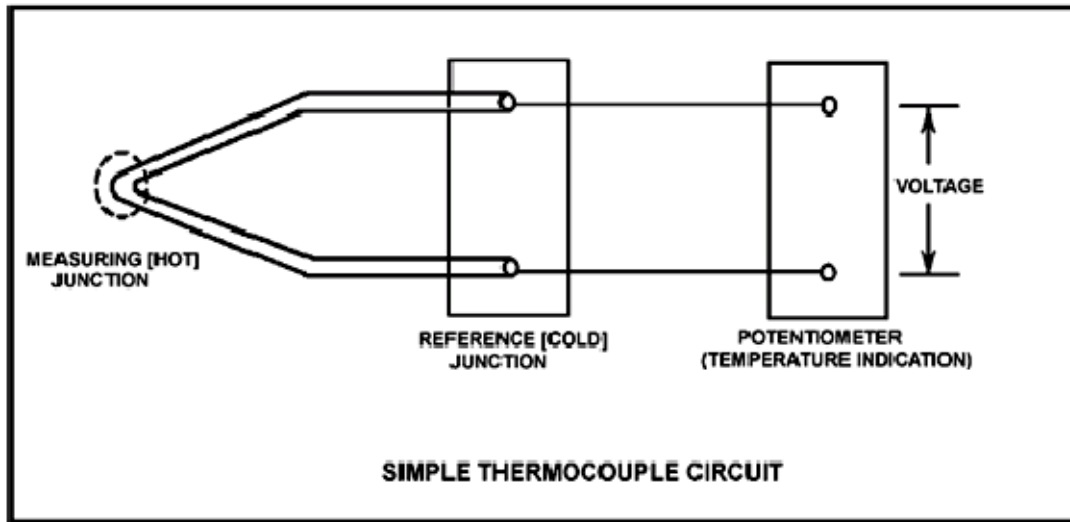 VOLTAGE
MEASURING [HOT]
JUNCTION
REFERENCE [COLD]
JUNCTION
POTENTIOMETER
(TEMPERATURE INDICATION)
SIMPLE THERMOCOUPLE CIRCUIT